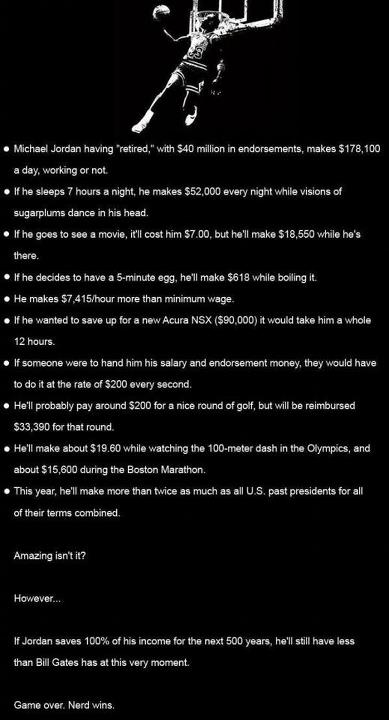 ● Michael Jordan having "retired," with $40 million in endorsements, makes $178,100
a day, working or not.
● If he sleeps 7 hours a night, he makes $52,000 every night while visions of
sugarplums dance in his head.
● If he goes to see a movie, it'll cost him $7.00, but he'll make $18,550 while he's
there.
● If he decides to have a 5-minute egg, he'll make $618 while boiling it.
● He makes $7,415/hour more than minimum wage.
● If he wanted to save up for a new Acura NSX ($90,000) it would take him a whole
12 hours.
● If someone were to hand him his salary and endorsement money, they would have
to do it at the rate of $200 every second.
● He'll probably pay around $200 for a nice round of golf, but will be reimbursed
$33,390 for that round.
● He'll make about $19.60 while watching the 100-meter dash in the Olympics, and
about $15,600 during the Boston Marathon.
● This year, he'll make more than twice as much as all U.S. past presidents for all
of their terms combined.
Amazing isn't it?
However...
If Jordan saves 100% of his income for the next 500 years, he'll still have less
than Bill Gates has at this very moment.
Game over. Nerd wins.